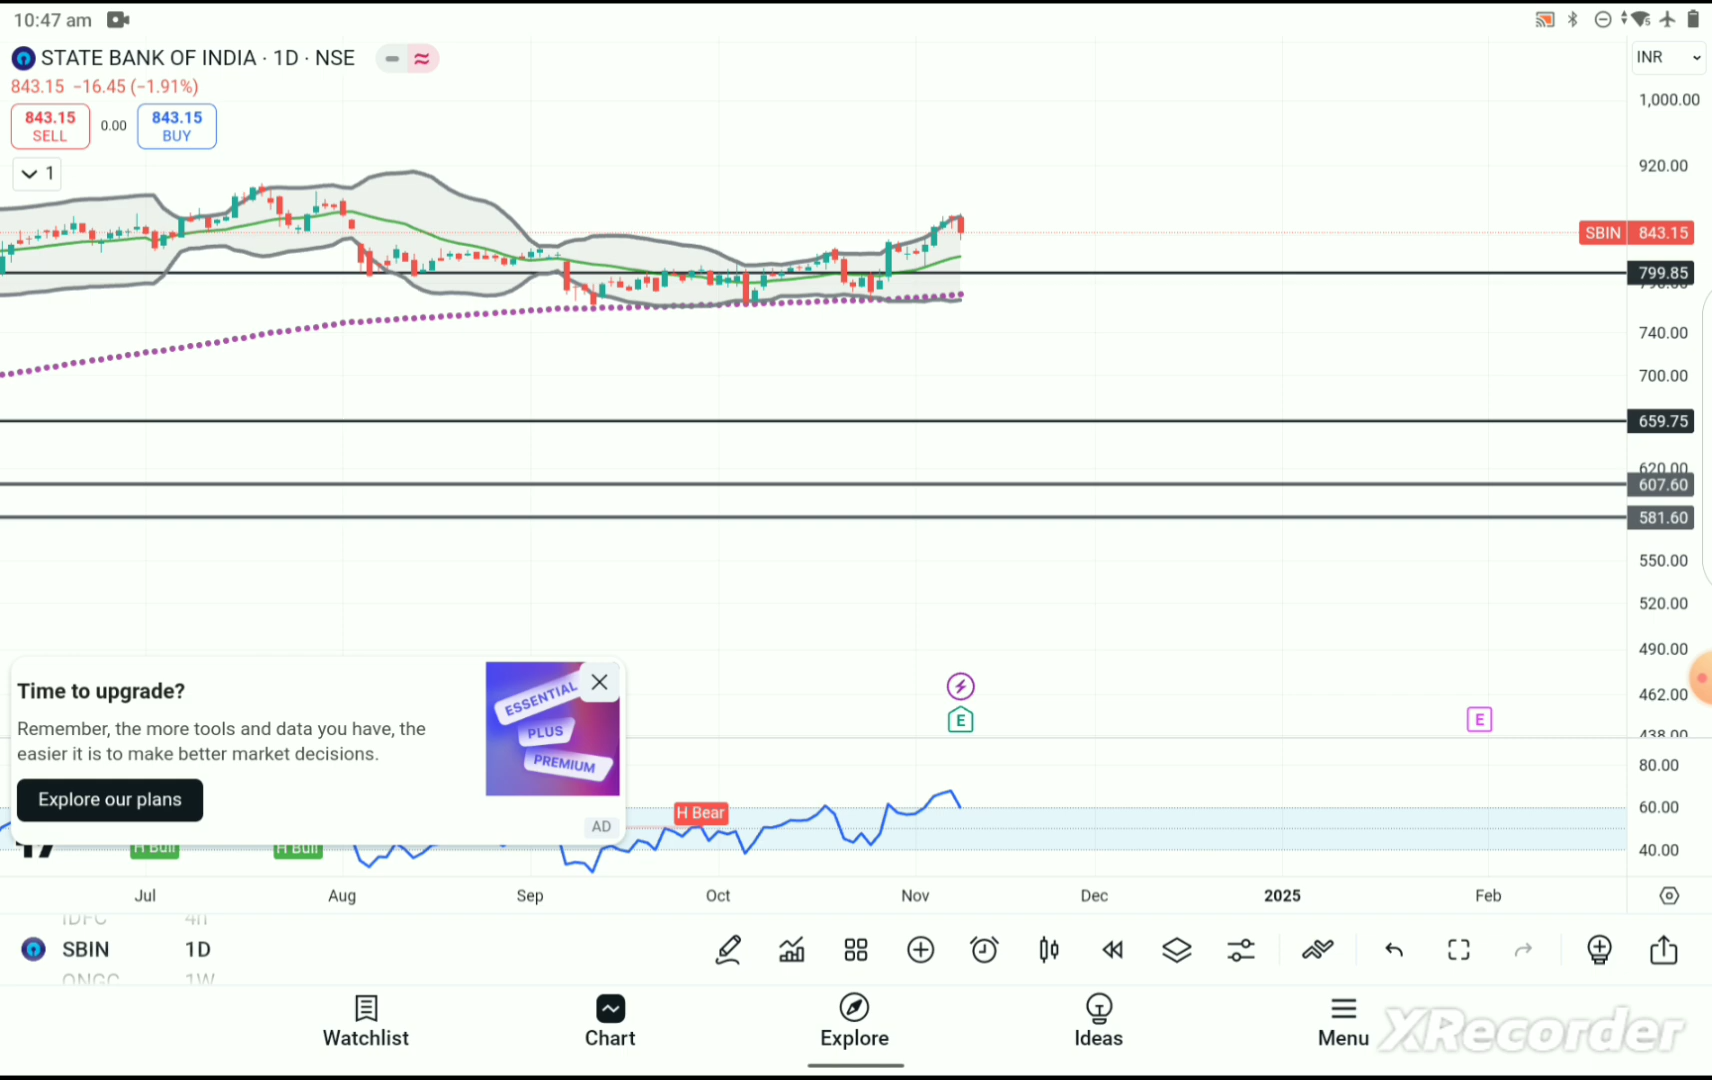 10:47 am
STATE BANK OF INDIA · 1D · NSE
INR
843.15 −16.45 (−1.91%)
843.15
SELL
0.00
843.15
BUY
1
1,000.00
920.00
SBIN 843.15
799.85
740.00
700.00
659.75
620.00
607.60
581.60
550.00
520.00
490.00
462.00
438.00
E
E
Time to upgrade?
Remember, the more tools and data you have, the
easier it is to make better market decisions.
Explore our plans
ESSENTIAL
PLUS
PREMIUM
AD
80.00
60.00
40.00
H Bear
H Bull
H Bull
Jul
Aug
Sep
Oct
Nov
Dec
2025
Feb
IDFC 4h
SBIN 1D
ONGC 1W
Watchlist
Chart
Explore
Ideas
Menu
XRecorder